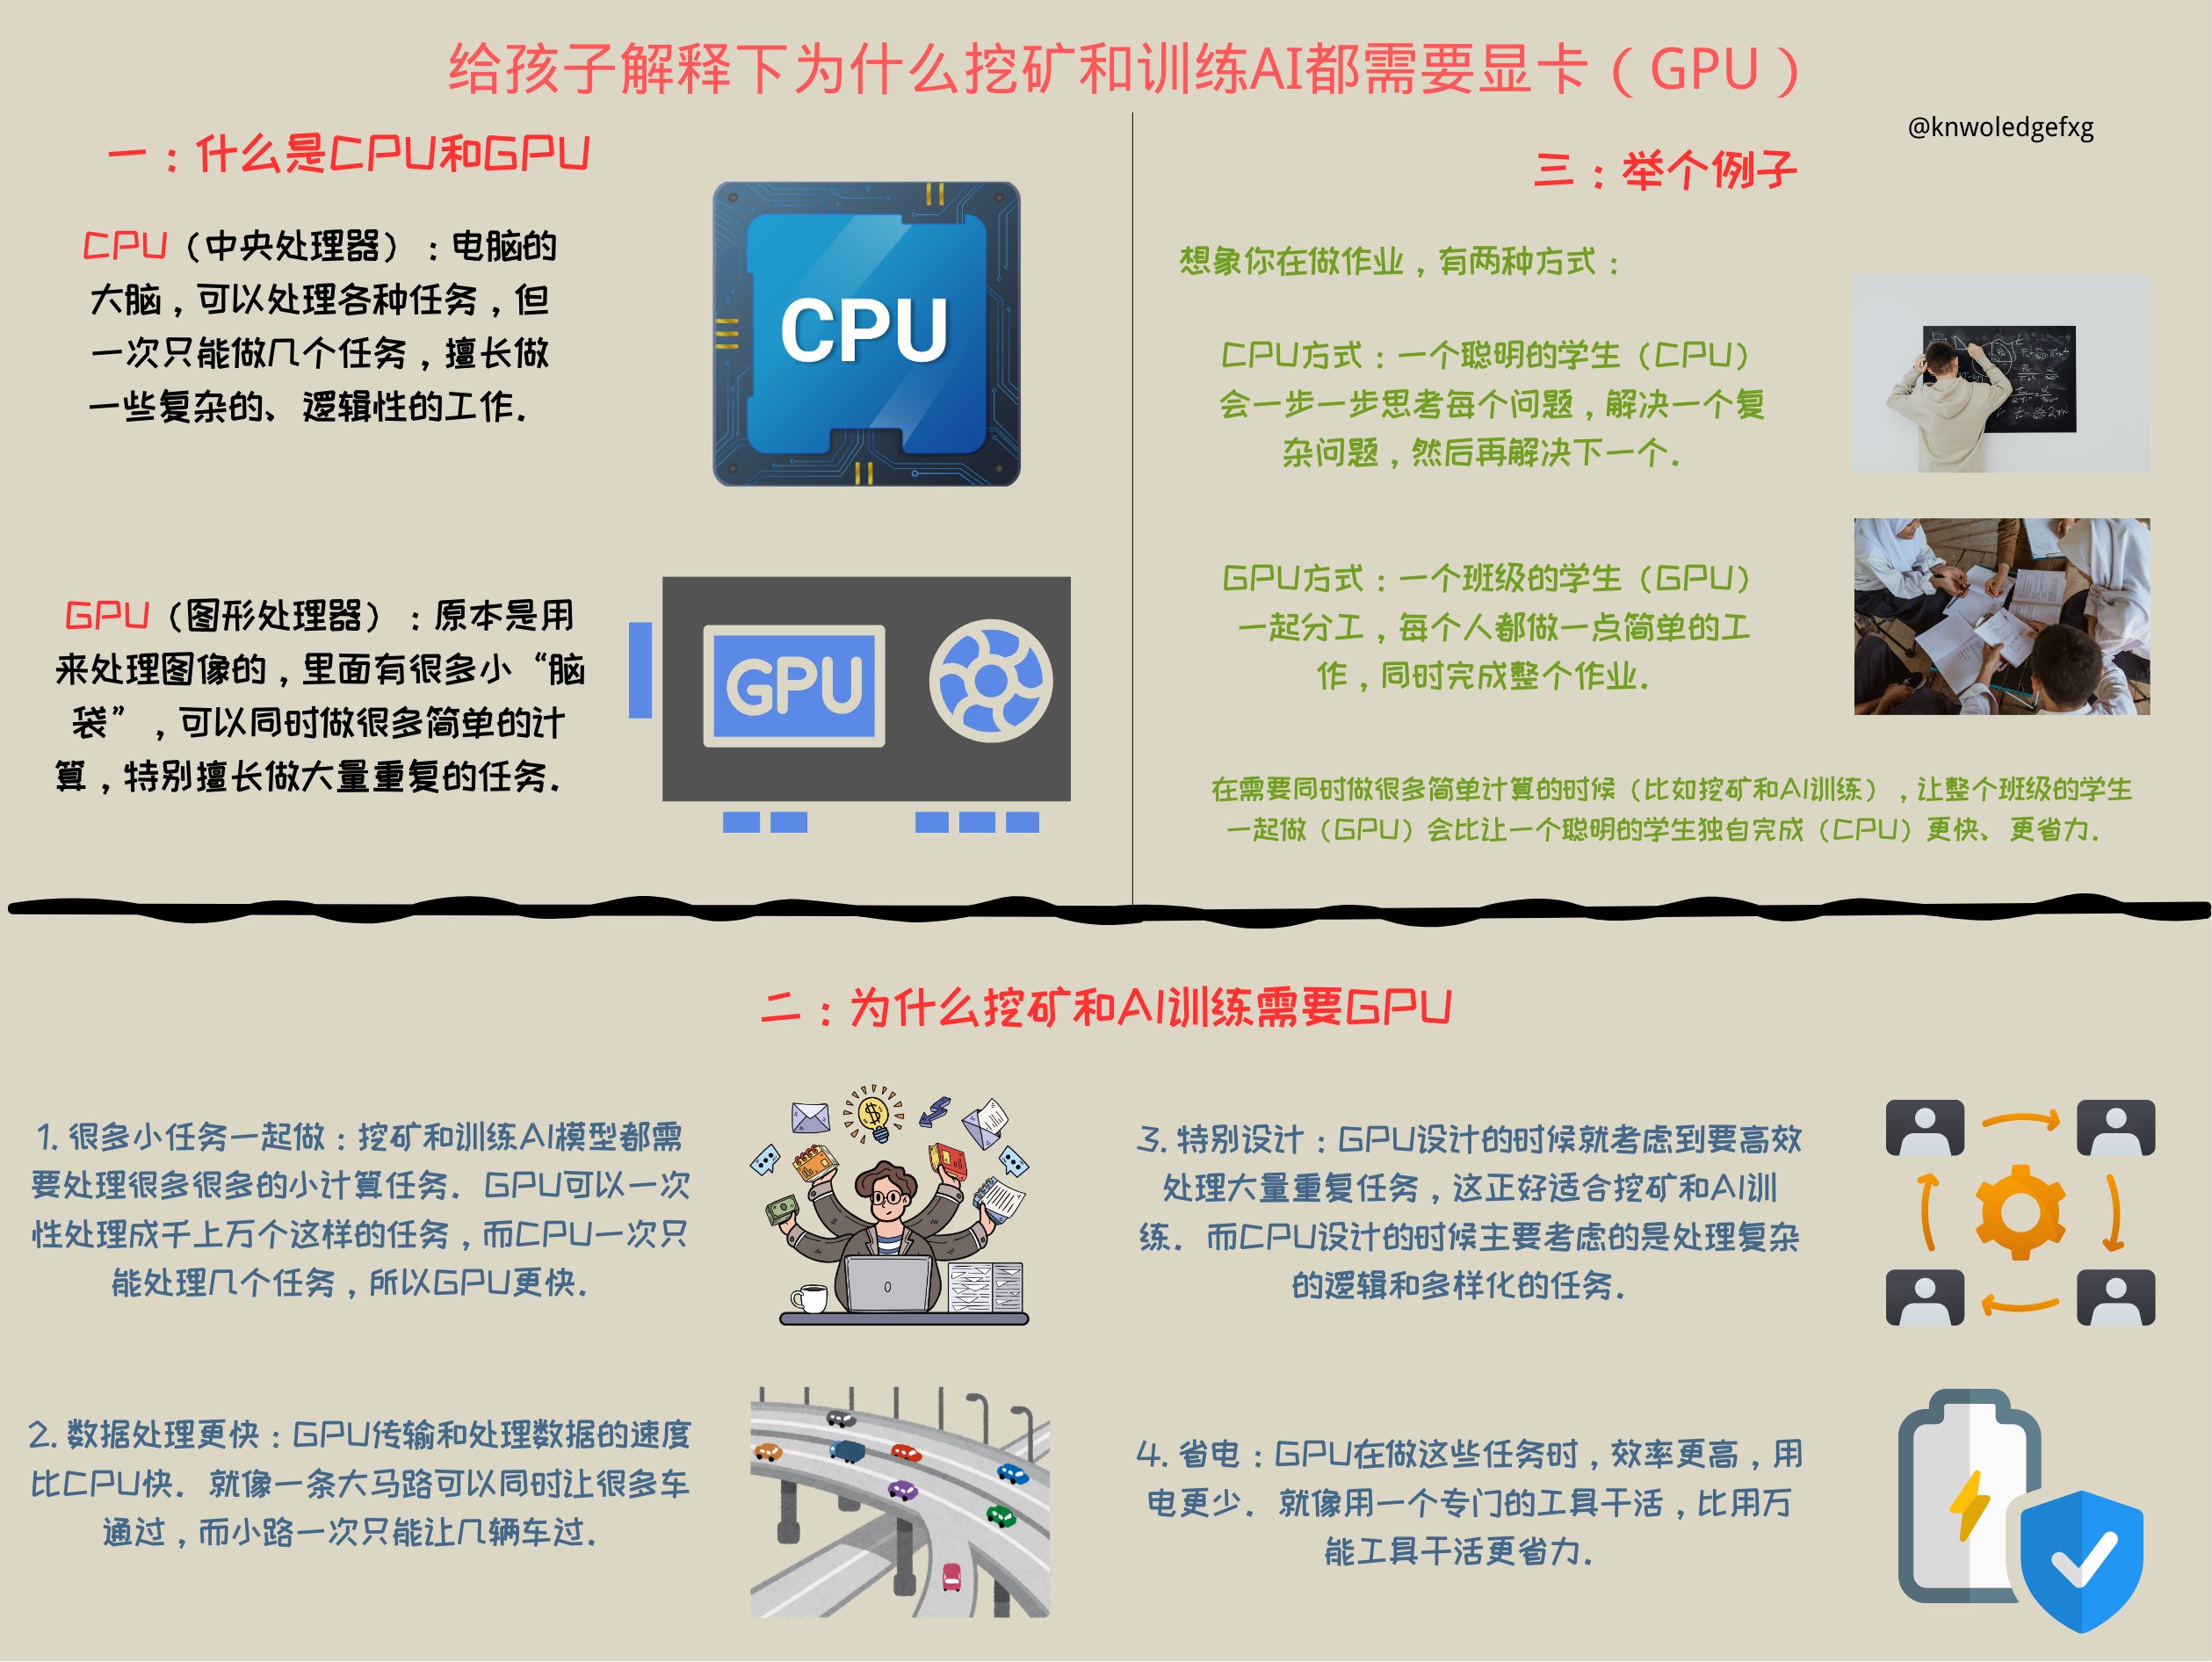 给孩子解释下为什么挖矿和训练AI都需要显卡（GPU）
@knwoledgefxg
一：什么是CPU和GPU
CPU（中央处理器）：电脑的
大脑，可以处理各种任务，但
一次只能做几个任务，擅长做
一些复杂的、逻辑性的工作.
CPU
GPU（图形处理器）：原本是用
来处理图像的，里面有很多小“脑
袋”，可以同时做很多简单的计
算，特别擅长做大量重复的任务.
GPU
三：举个例子
想象你在做作业，有两种方式：
CPU方式：一个聪明的学生（CPU）
会一步一步思考每个问题，解决一个复
杂问题，然后再解决下一个.
GPU方式：一个班级的学生（GPU）
一起分工，每个人都做一点简单的工
作，同时完成整个作业.
在需要同时做很多简单计算的时候（比如挖矿和AI训练），让整个班级的学生
一起做（GPU）会比让一个聪明的学生独自完成（CPU）更快、更省力.
二：为什么挖矿和AI训练需要GPU
1. 很多小任务一起做：挖矿和训练AI模型都需
要处理很多很多的小计算任务. GPU可以一次
性处理成千上万个这样的任务，而CPU一次只
能处理几个任务，所以GPU更快.
2. 数据处理更快：GPU传输和处理数据的速度
比CPU快. 就像一条大马路可以同时让很多车
通过，而小路一次只能让几辆车过.
3. 特别设计：GPU设计的时候就考虑到要高效
处理大量重复任务，这正好适合挖矿和AI训
练. 而CPU设计的时候主要考虑的是处理复杂
的逻辑和多样化的任务.
4. 省电：GPU在做这些任务时，效率更高，用
电更少. 就像用一个专门的工具干活，比用万
能工具干活更省力.